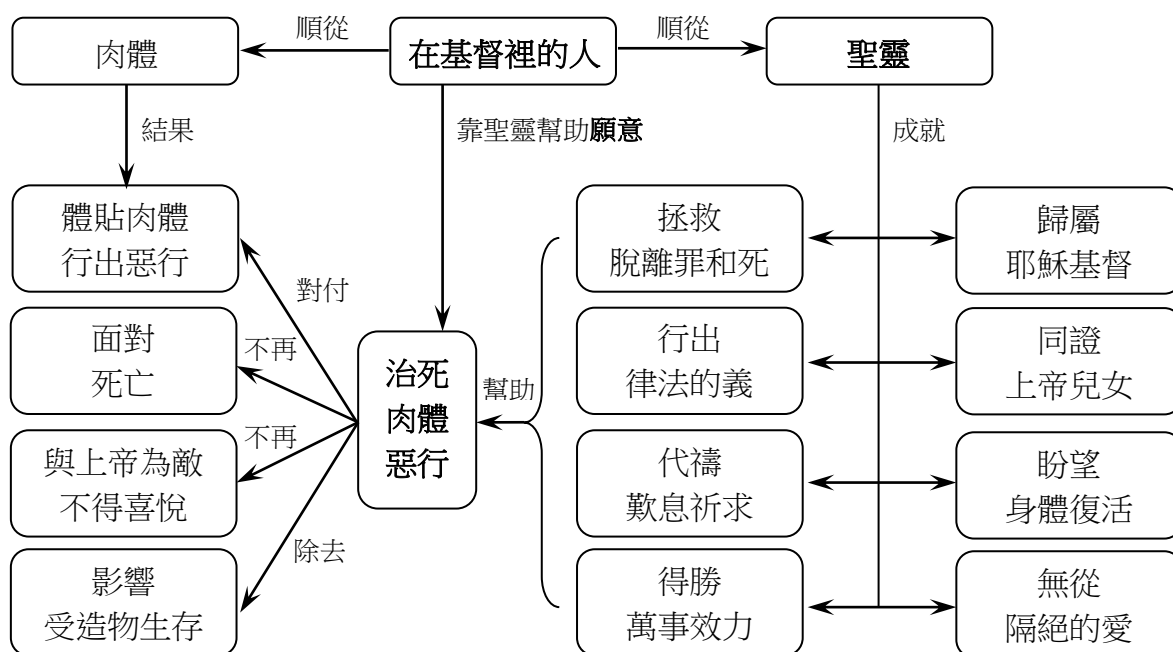 肉體
順從
在基督裡的人
順從
聖靈
結果
靠聖靈幫助願意
成就
體貼肉體
行出惡行
對付
拯救
脫離罪和死
歸屬
耶穌基督
面對
死亡
不再
治死
肉體
惡行
幫助
行出
律法的義
同證
上帝兒女
與上帝為敵
不得喜悅
不再
代禱
歎息祈求
盼望
身體復活
影響
受造物生存
除去
得勝
萬事效力
無從
隔絕的愛